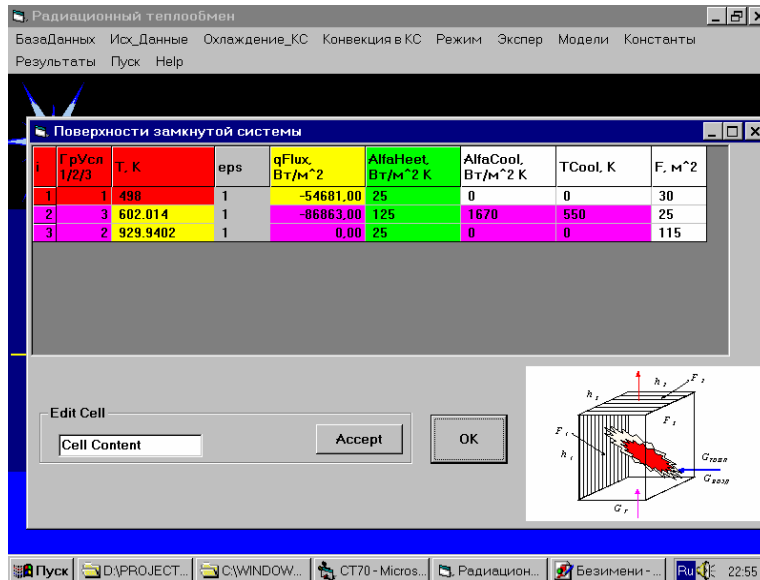 Радиационный теплообмен
БазаДанных Исх_Данные Охлаждение_КС Конвекция в КС Режим Экспер Модели Константы
Результаты Пуск Help
Поверхности замкнутой системы
i ГрУсл 1/2/3 T, K eps qFlux, Вт/м^2 AlfaHeet, Вт/м^2 K AlfaCool, Вт/м^2 K TCool, K F, м^2
1 1 498 1 -54681,00 25 0 0 30
2 3 602.014 1 -86863,00 125 1670 550 25
3 2 929.9402 1 0,00 25 0 0 115
Edit Cell
Cell Content
Accept
OK
G топл
G возд
G г
Пуск D:\PROJECT... C:\WINDOW... CT70 - Micros... Радиацион... Безимени - ... Ru 22:55